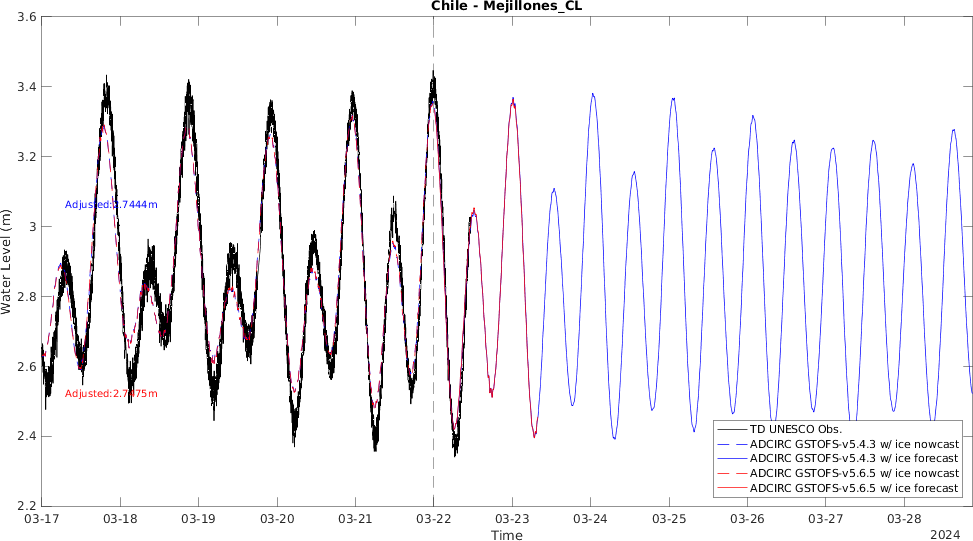 Chile - Mejillones_CL
3.6
3.4
3.2
3
2.8
2.6
2.4
2.2
Water Level (m)
Adjusted:2.7444m
Adjusted:2.7475m
TD UNESCO Obs.
ADCIRC GSTOFS-v5.4.3 w/ ice nowcast
ADCIRC GSTOFS-v5.4.3 w/ ice forecast
ADCIRC GSTOFS-v5.6.5 w/ ice nowcast
ADCIRC GSTOFS-v5.6.5 w/ ice forecast
03-17 03-18 03-19 03-20 03-21 03-22 03-23 03-24 03-25 03-26 03-27 03-28
Time
2024